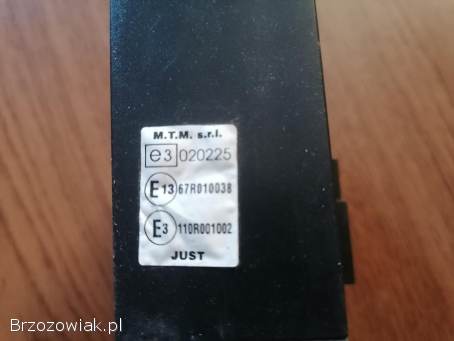 M.T.M. s.r.l.
e3 020225
E13 67R010038
E3 110R001002
JUST
Brzozowiak.pl